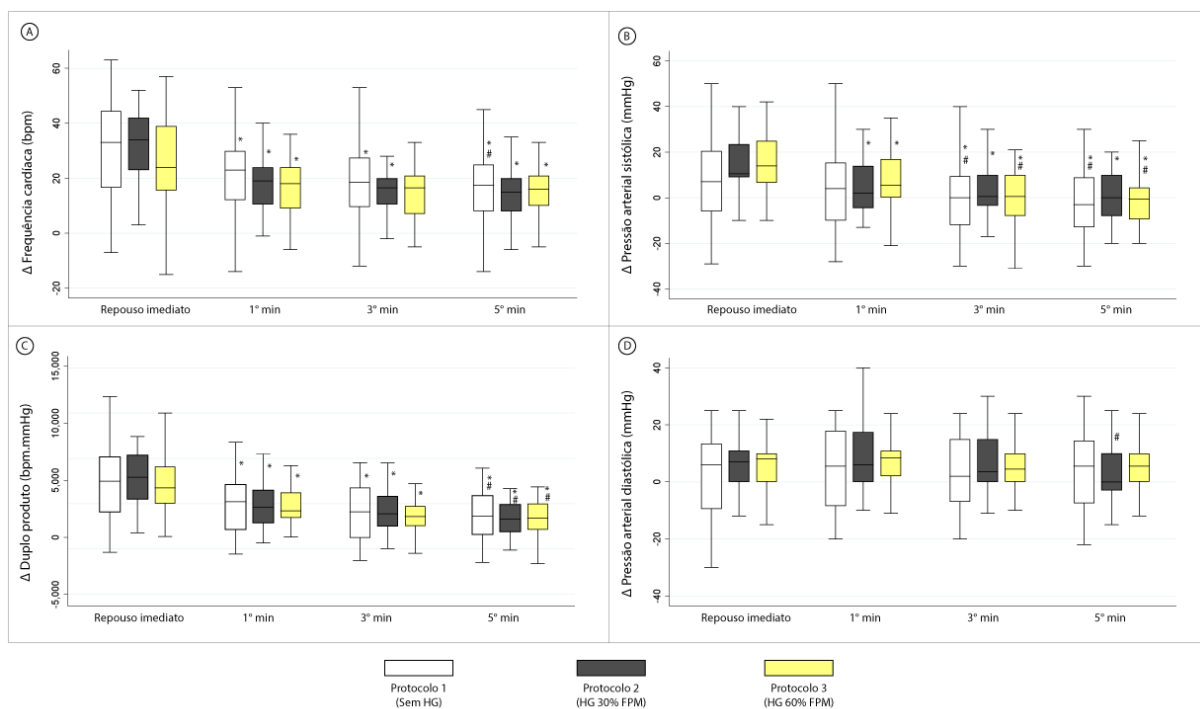 A
Δ Frequência cardíaca (bpm)
60
40
20
0
-20
* * *
* *
* # * *
Repouso imediato 1° min 3° min 5° min
B
Δ Pressão arterial sistólica (mmHg)
60
40
20
0
-20
-40
* *
* # * * #
* # * * #
Repouso imediato 1° min 3° min 5° min
C
Δ Duplo produto (bpm.mmHg)
15,000
10,000
5,000
0
-5,000
* * *
* * *
* # * # * #
Repouso imediato 1° min 3° min 5° min
D
Δ Pressão arterial diastólica (mmHg)
40
20
0
-20
-40
#
Repouso imediato 1° min 3° min 5° min
Protocolo 1
(Sem HG)
Protocolo 2
(HG 30% FPM)
Protocolo 3
(HG 60% FPM)